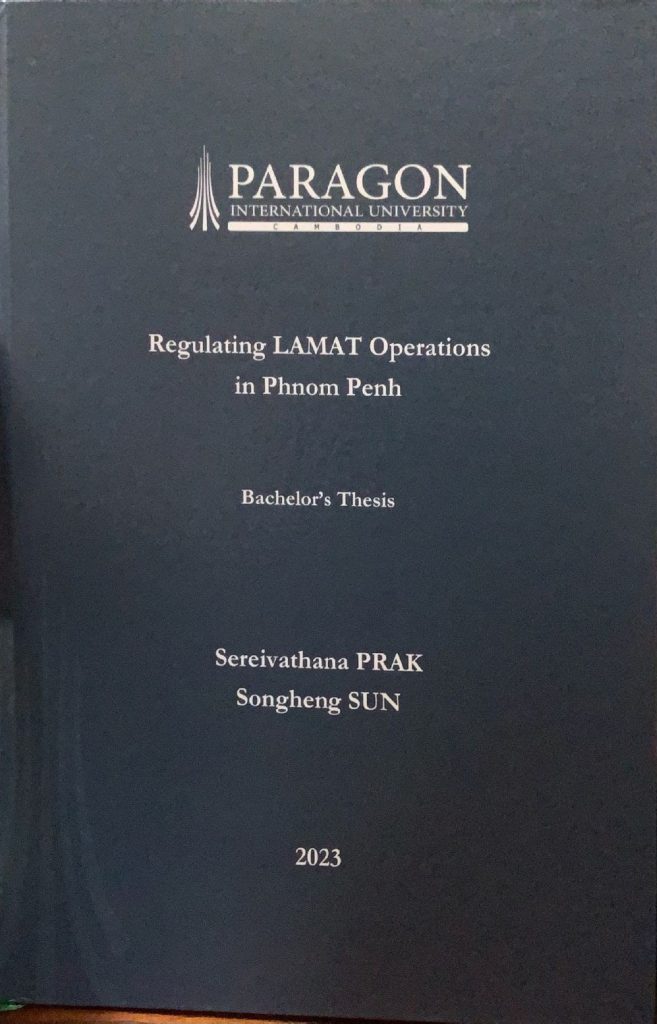 PARAGON
INTERNATIONAL UNIVERSITY
CAMBODIA
Regulating LAMAT Operations
in Phnom Penh
Bachelor's Thesis
Sereivathana PRAK
Songheng SUN
2023